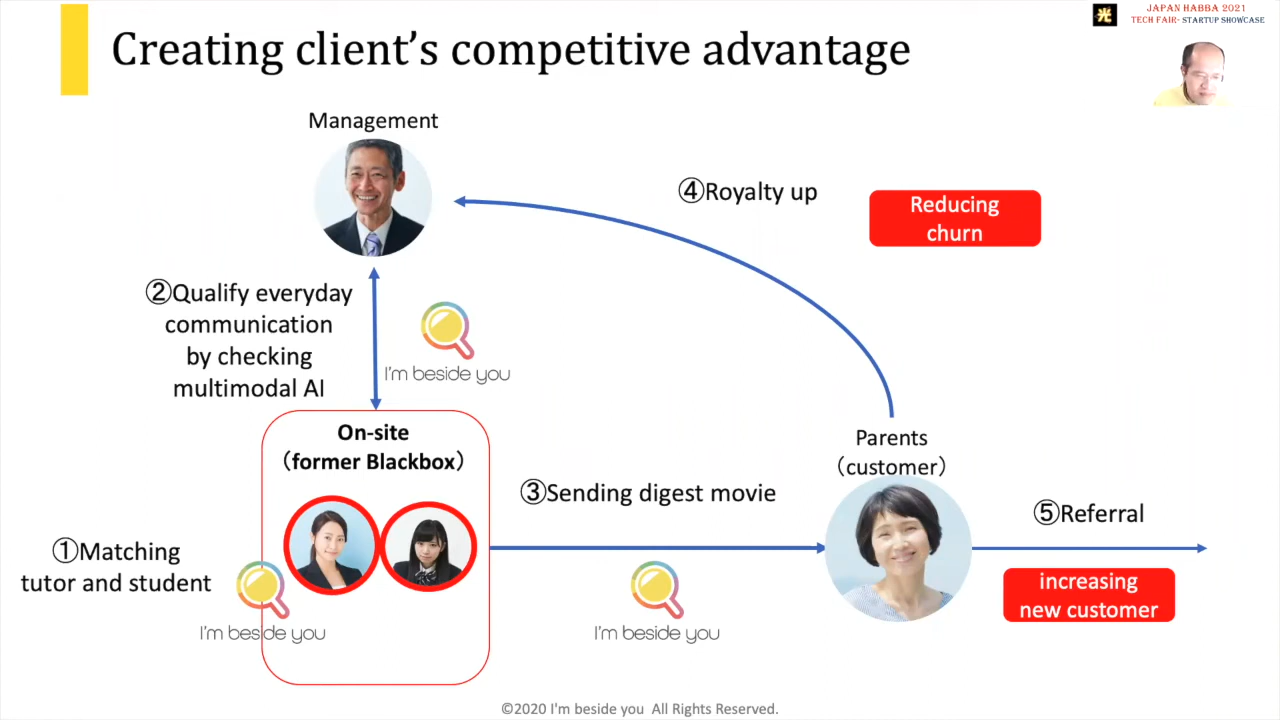 光
JAPAN HABBA 2021
TECH FAIR- STARTUP SHOWCASE
Creating client's competitive advantage
Management
④Royalty up
Reducing
churn
②Qualify everyday
communication
by checking
multimodal AI
I'm beside you
On-site
（former Blackbox）
Parents
（customer）
③Sending digest movie
⑤Referral
①Matching
tutor and student
increasing
new customer
I'm beside you
I'm beside you
©2020 I'm beside you All Rights Reserved.